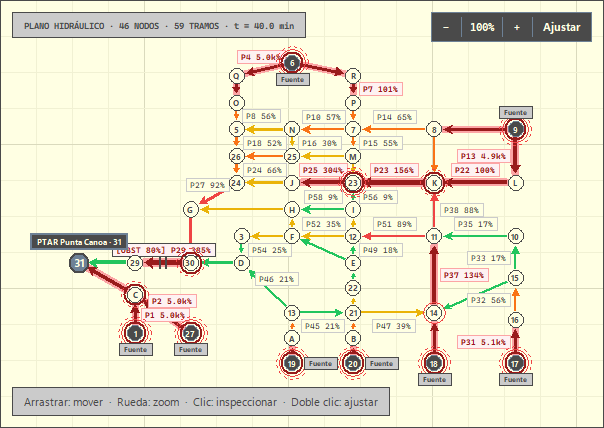 PLANO HIDRÁULICO · 46 NODOS · 59 TRAMOS · t = 40.0 min
− 100% + Ajustar
P4 5.0k% 6
Fuente
Q R
P7 101%
O P
Fuente
P8 56% P10 57% P14 65%
S N 7 8 9
P18 52% P16 30% P15 55%
26 25 M
P13 4.9k%
P24 66% P25 304% P23 156% P22 100%
P27 92% 24 J 23 K L
P58 9% P56 9%
G H I
P38 88%
P52 35% P51 89% P35 17%
3 F 12 11 10
PTAR Punta Canoa · 31
[OBST 80%] P29 385%
P54 25% P49 18%
P33 17%
31 29 30 D E
P37 134%
P46 21% 15
22
C P2 5.0k% P32 56%
P1 5.0k% 13 21 14
P45 21% P47 39% 16
1 27 A B P31 5.1k%
Fuente Fuente
19 Fuente 20 Fuente 18 17
Fuente Fuente
Arrastrar: mover · Rueda: zoom · Clic: inspeccionar · Doble clic: ajustar